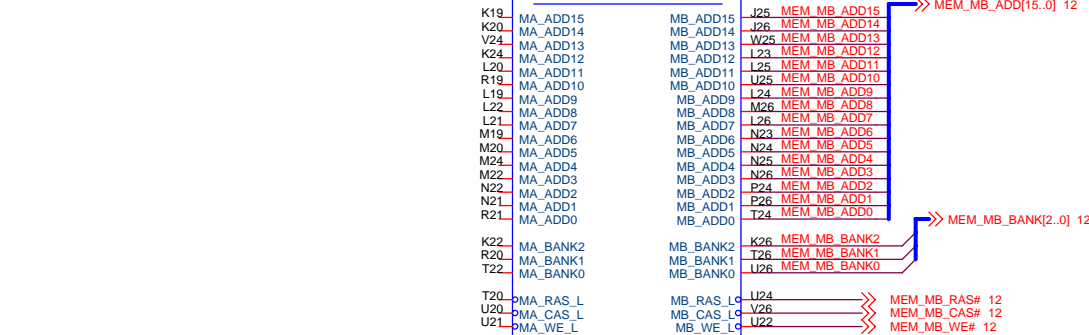 MEM_MB_ADD[15..0] 12
K19 MA_ADD15 MB_ADD15 J25 MEM_MB_ADD15
K20 MA_ADD14 MB_ADD14 J26 MEM_MB_ADD14
V24 MA_ADD13 MB_ADD13 W25 MEM_MB_ADD13
K24 MA_ADD12 MB_ADD12 L23 MEM_MB_ADD12
L20 MA_ADD11 MB_ADD11 L25 MEM_MB_ADD11
R19 MA_ADD10 MB_ADD10 U25 MEM_MB_ADD10
L19 MA_ADD9 MB_ADD9 L24 MEM_MB_ADD9
L22 MA_ADD8 MB_ADD8 M26 MEM_MB_ADD8
L21 MA_ADD7 MB_ADD7 L26 MEM_MB_ADD7
M19 MA_ADD6 MB_ADD6 N23 MEM_MB_ADD6
M20 MA_ADD5 MB_ADD5 N24 MEM_MB_ADD5
M24 MA_ADD4 MB_ADD4 N25 MEM_MB_ADD4
M22 MA_ADD3 MB_ADD3 N26 MEM_MB_ADD3
N22 MA_ADD2 MB_ADD2 P24 MEM_MB_ADD2
N21 MA_ADD1 MB_ADD1 P26 MEM_MB_ADD1
R21 MA_ADD0 MB_ADD0 T24 MEM_MB_ADD0
MEM_MB_BANK[2..0] 12
K22 MA_BANK2 MB_BANK2 K26 MEM_MB_BANK2
R20 MA_BANK1 MB_BANK1 T26 MEM_MB_BANK1
T22 MA_BANK0 MB_BANK0 U26 MEM_MB_BANK0
T20 MA_RAS_L MB_RAS_L U24 MEM_MB_RAS# 12
U20 MA_CAS_L MB_CAS_L V26 MEM_MB_CAS# 12
U21 MA_WE_L MB_WE_L U22 MEM_MB_WE# 12